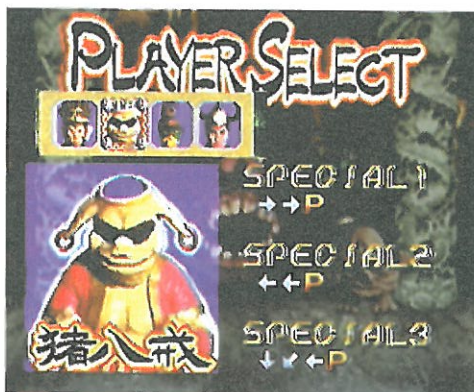 PLAYER SELECT
SPECIAL1
→→P
SPECIAL2
←←P
SPECIAL3
↓↙←P
猪八戒